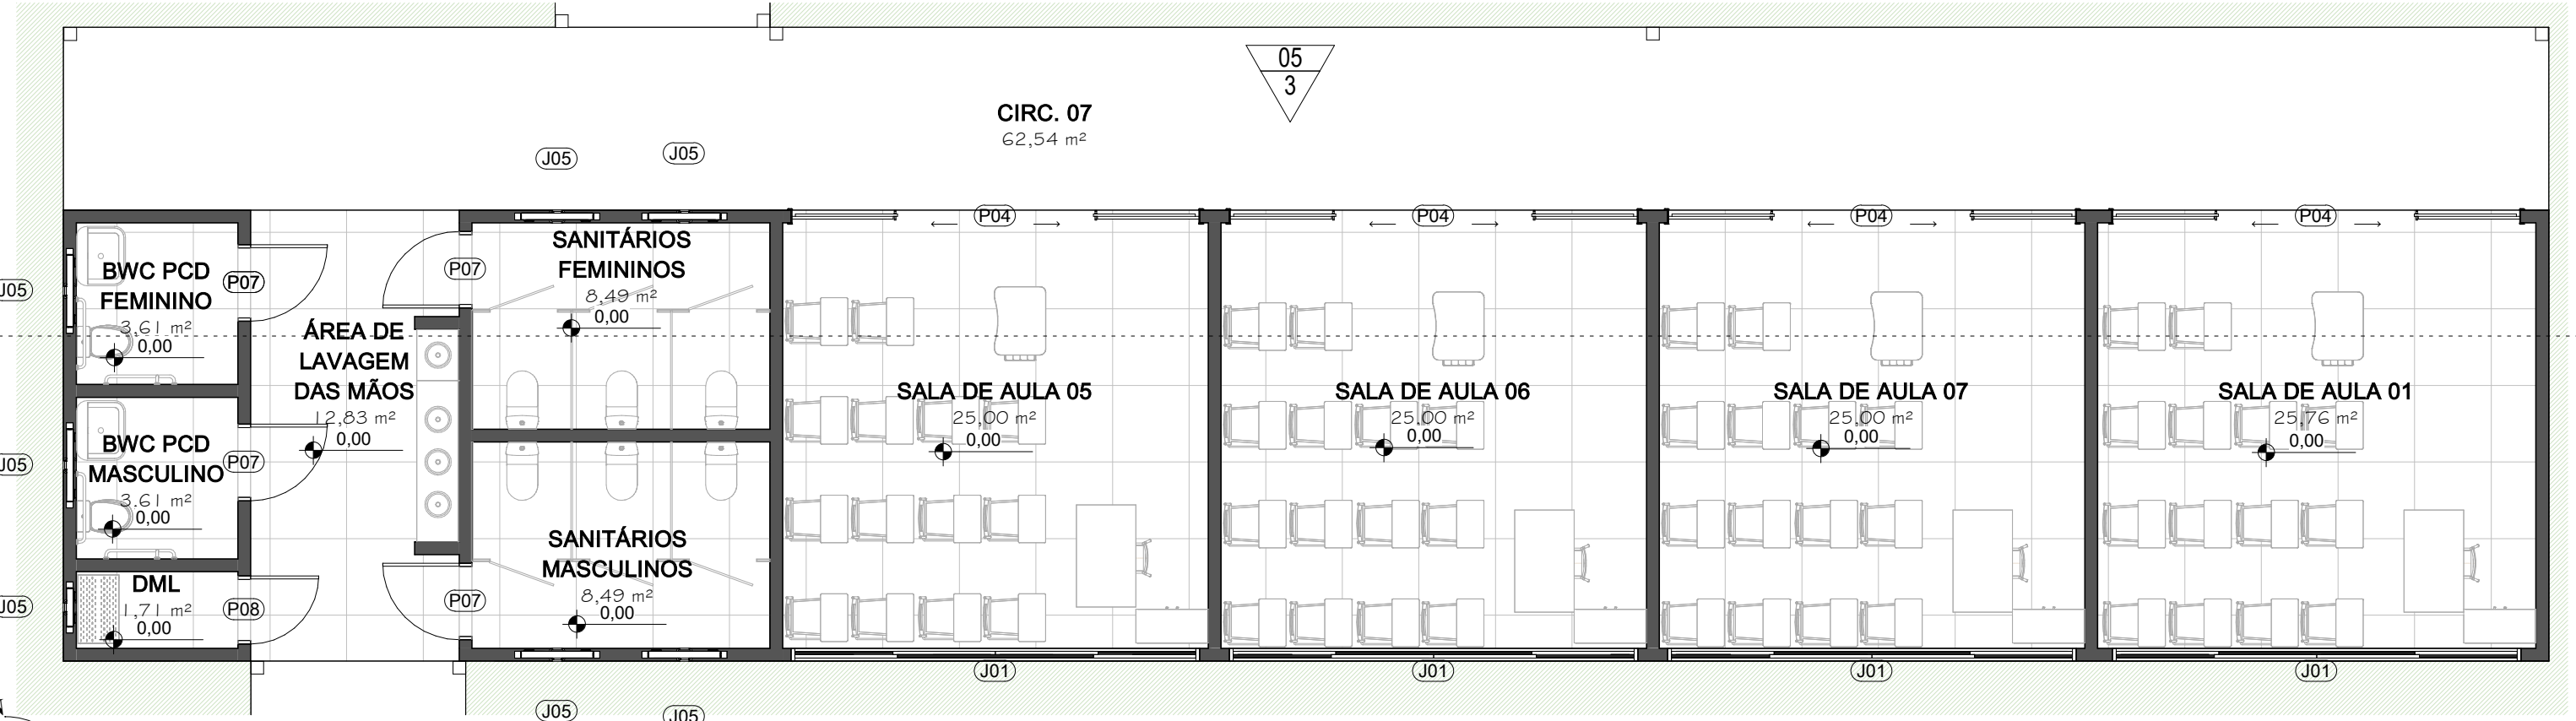 05
3
CIRC. 07
62,54 m²
J05
J05
P04
P04
P04
P04
BWC PCD
FEMININO
3,61 m²
0,00
J05
P07
P07
SANITÁRIOS
FEMININOS
8,49 m²
0,00
ÁREA DE
LAVAGEM
DAS MÃOS
12,83 m²
0,00
SALA DE AULA 05
25,00 m²
0,00
SALA DE AULA 06
25,00 m²
0,00
SALA DE AULA 07
25,00 m²
0,00
SALA DE AULA 01
25,76 m²
0,00
BWC PCD
MASCULINO
3,61 m²
0,00
J05
P07
SANITÁRIOS
MASCULINOS
8,49 m²
0,00
DML
1,71 m²
0,00
J05
P08
P07
J01
J01
J01
J01
J05
J05